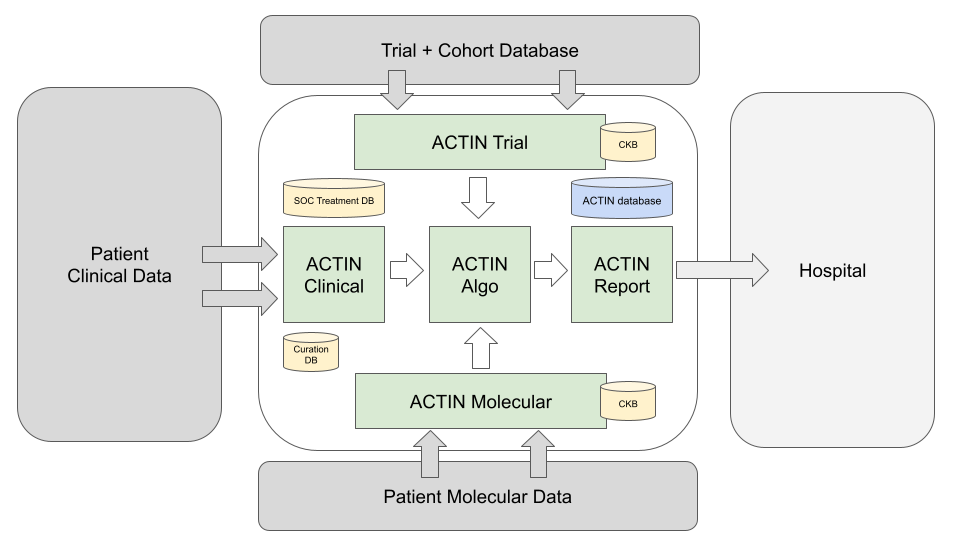 Trial + Cohort Database
ACTIN Trial
CKB
SOC Treatment DB
ACTIN database
Patient
Clinical Data
ACTIN
Clinical
ACTIN
Algo
ACTIN
Report
Hospital
Curation
DB
ACTIN Molecular
CKB
Patient Molecular Data